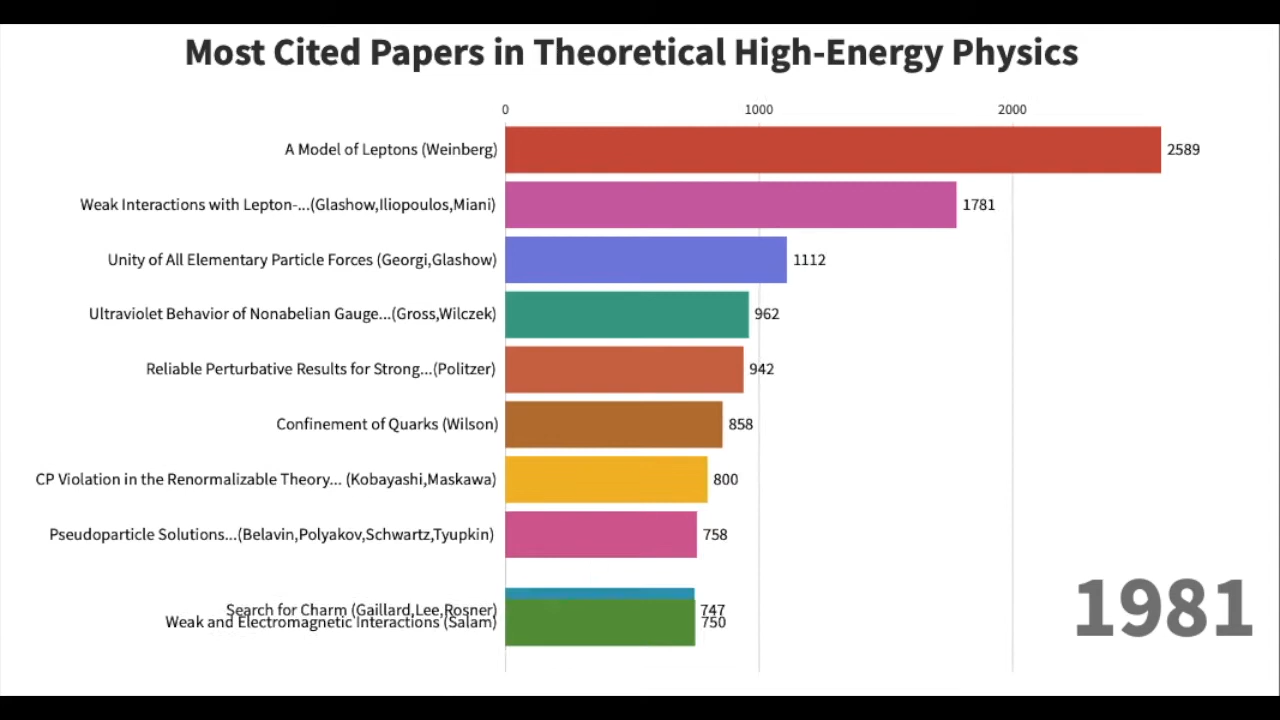 Most Cited Papers in Theoretical High-Energy Physics
0 1000 2000
A Model of Leptons (Weinberg) 2589
Weak Interactions with Lepton-...(Glashow,Iliopoulos,Miani) 1781
Unity of All Elementary Particle Forces (Georgi,Glashow) 1112
Ultraviolet Behavior of Nonabelian Gauge...(Gross,Wilczek) 962
Reliable Perturbative Results for Strong...(Politzer) 942
Confinement of Quarks (Wilson) 858
CP Violation in the Renormalizable Theory... (Kobayashi,Maskawa) 800
Pseudoparticle Solutions...(Belavin,Polyakov,Schwartz,Tyupkin) 758
Search for Charm (Gaillard,Lee,Rosner) 747
Weak and Electromagnetic Interactions (Salam) 750
1981